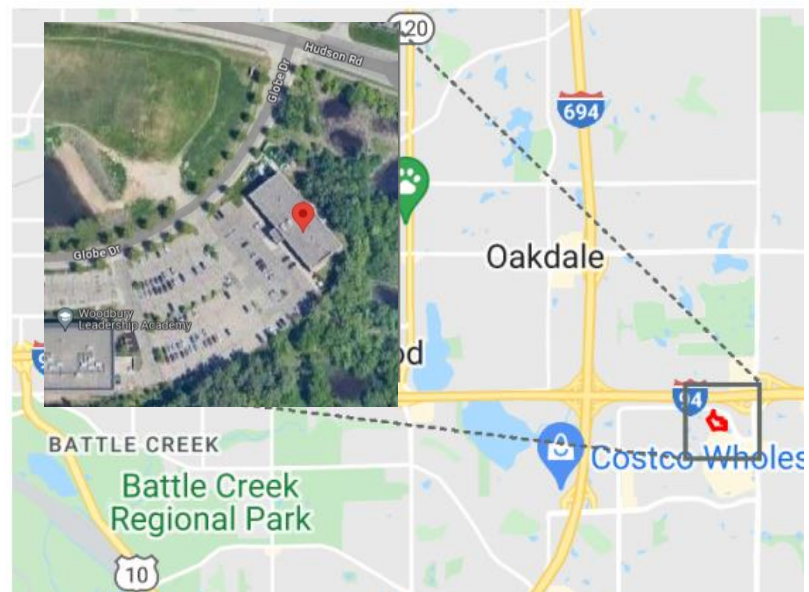 120
Hudson Rd
Globe Dr
694
Globe Dr
Oakdale
Woodbury
Leadership Academy
od
94
9
BATTLE CREEK
Costco Wholes
Battle Creek
Regional Park
10